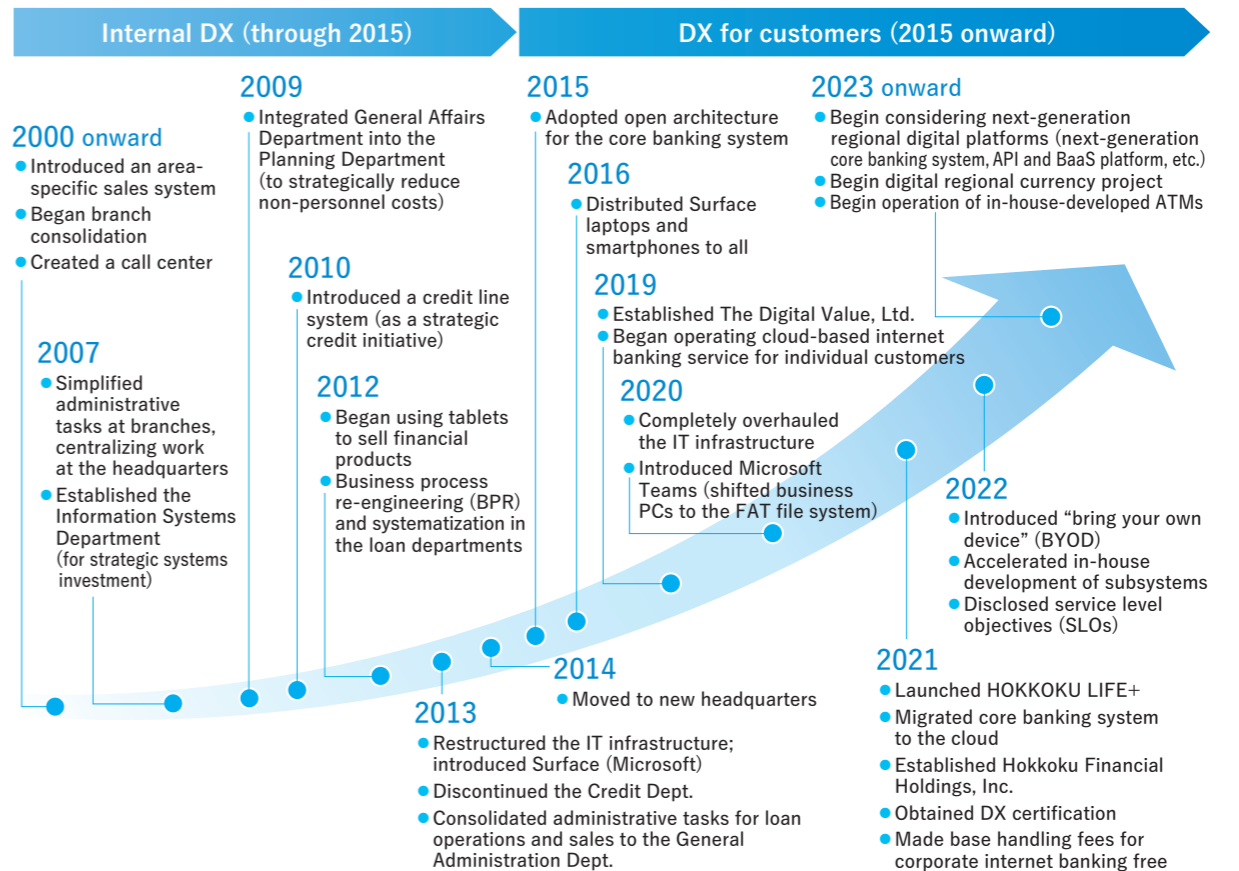 Internal DX (through 2015)
DX for customers (2015 onward)
2000 onward
● Introduced an area-
specific sales system
● Began branch
consolidation
● Created a call center
2007
● Simplified
administrative
tasks at branches,
centralizing work
at the headquarters
● Established the
Information Systems
Department
(for strategic systems
investment)
2009
● Integrated General Affairs
Department into the
Planning Department
(to strategically reduce
non-personnel costs)
2010
● Introduced a credit line
system (as a strategic
credit initiative)
2012
● Began using tablets
to sell financial
products
● Business process
re-engineering (BPR)
and systematization in
the loan departments
2013
● Restructured the IT infrastructure;
introduced Surface (Microsoft)
● Discontinued the Credit Dept.
● Consolidated administrative tasks for loan
operations and sales to the General
Administration Dept.
2014
● Moved to new headquarters
2015
● Adopted open architecture
for the core banking system
2016
● Distributed Surface
laptops and
smartphones to all
2019
● Established The Digital Value, Ltd.
● Began operating cloud-based internet
banking service for individual customers
2020
● Completely overhauled
the IT infrastructure
● Introduced Microsoft
Teams (shifted business
PCs to the FAT file system)
2021
● Launched HOKKOKU LIFE+
● Migrated core banking system
to the cloud
● Established Hokkoku Financial
Holdings, Inc.
● Obtained DX certification
● Made base handling fees for
corporate internet banking free
2022
● Introduced “bring your own
device” (BYOD)
● Accelerated in-house
development of subsystems
● Disclosed service level
objectives (SLOs)
2023 onward
● Begin considering next-generation
regional digital platforms (next-generation
core banking system, API and BaaS platform, etc.)
● Begin digital regional currency project
● Begin operation of in-house-developed ATMs